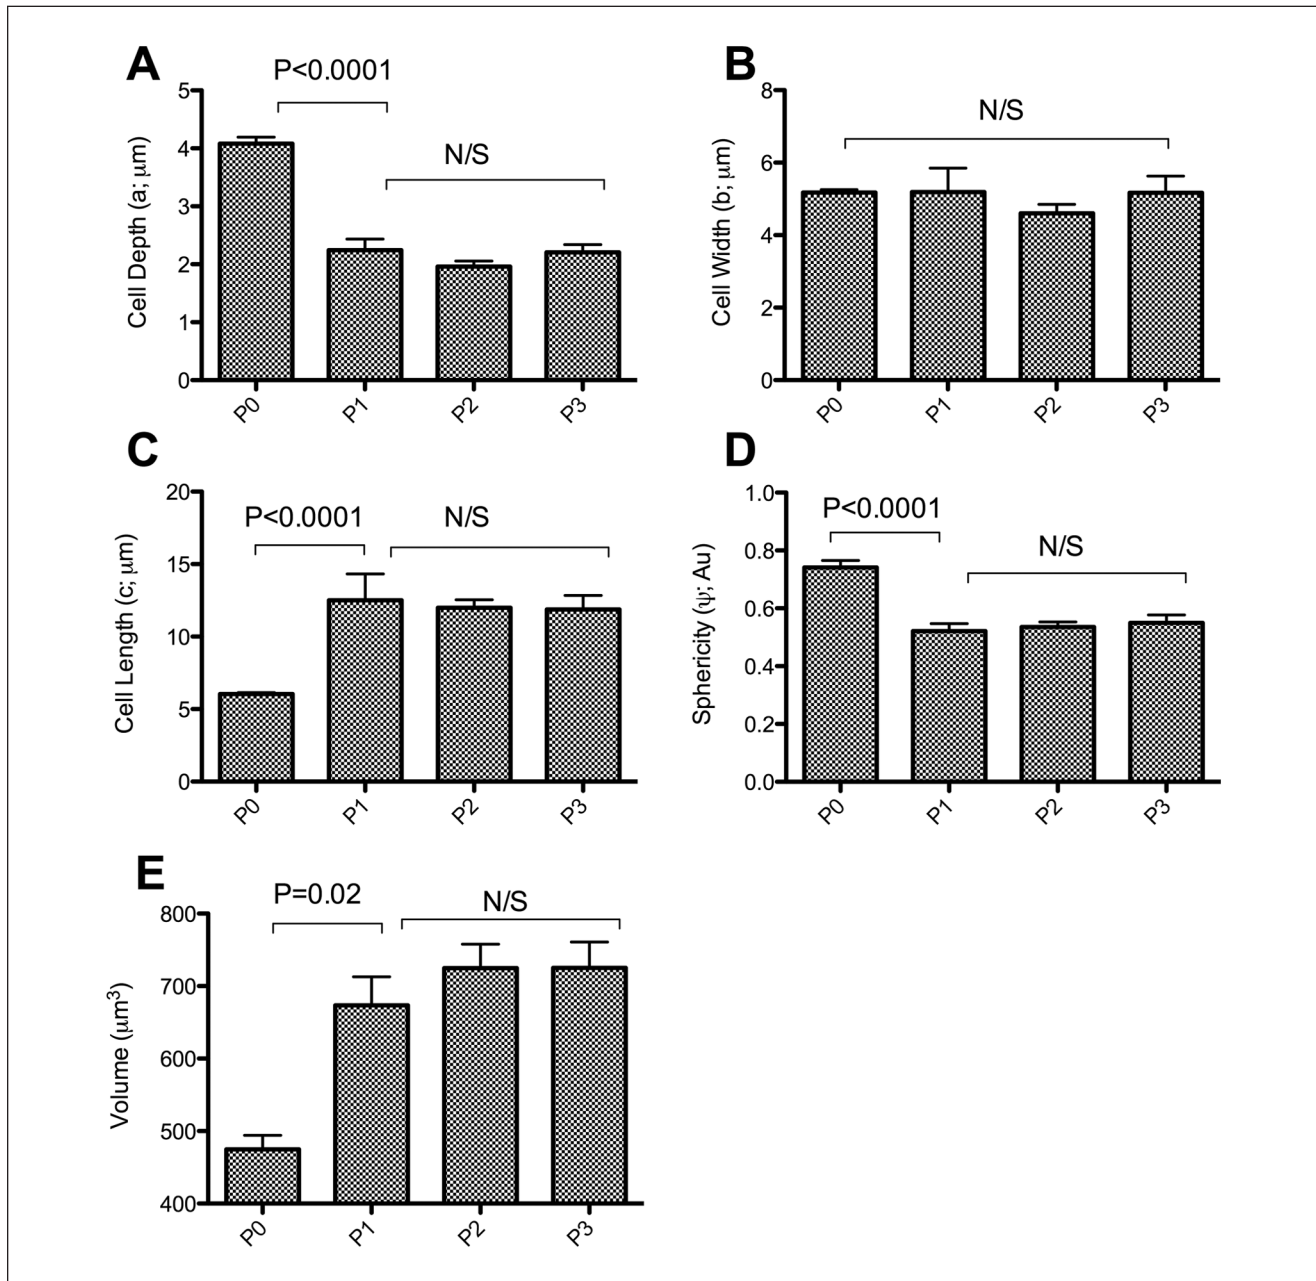 A
P<0.0001
N/S
Cell Depth (a; μm)
5
4
3
2
1
0
P0
P1
P2
P3
B
N/S
Cell Width (b; μm)
8
6
4
2
0
P0
P1
P2
P3
C
P<0.0001
N/S
Cell Length (c; μm)
20
15
10
5
0
P0
P1
P2
P3
D
P<0.0001
N/S
Sphericity (ψ; Au)
1.0
0.8
0.6
0.4
0.2
0.0
P0
P1
P2
P3
E
P=0.02
N/S
Volume (μm³)
800
700
600
500
400
P0
P1
P2
P3